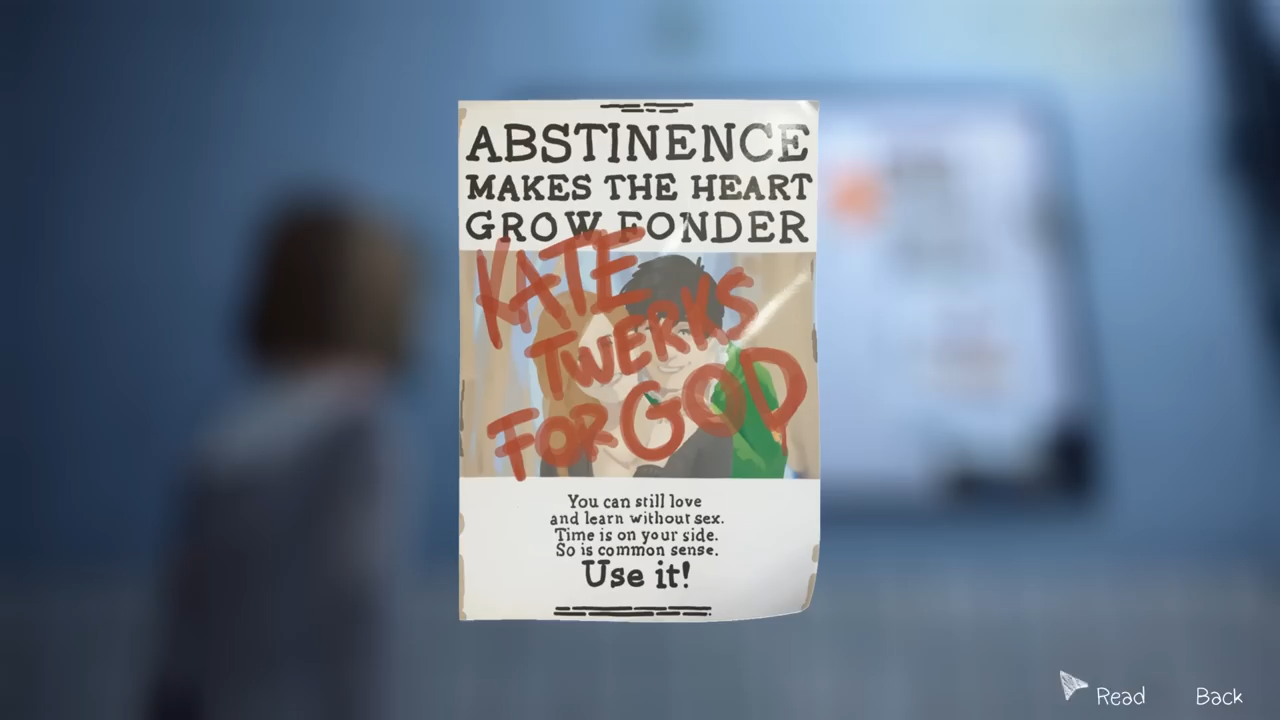 ABSTINENCE
MAKES THE HEART
GROW FONDER
KATE
TWERKS
FOR GOD
You can still love
and learn without sex.
Time is on your side.
So is common sense.
Use it!
Read Back